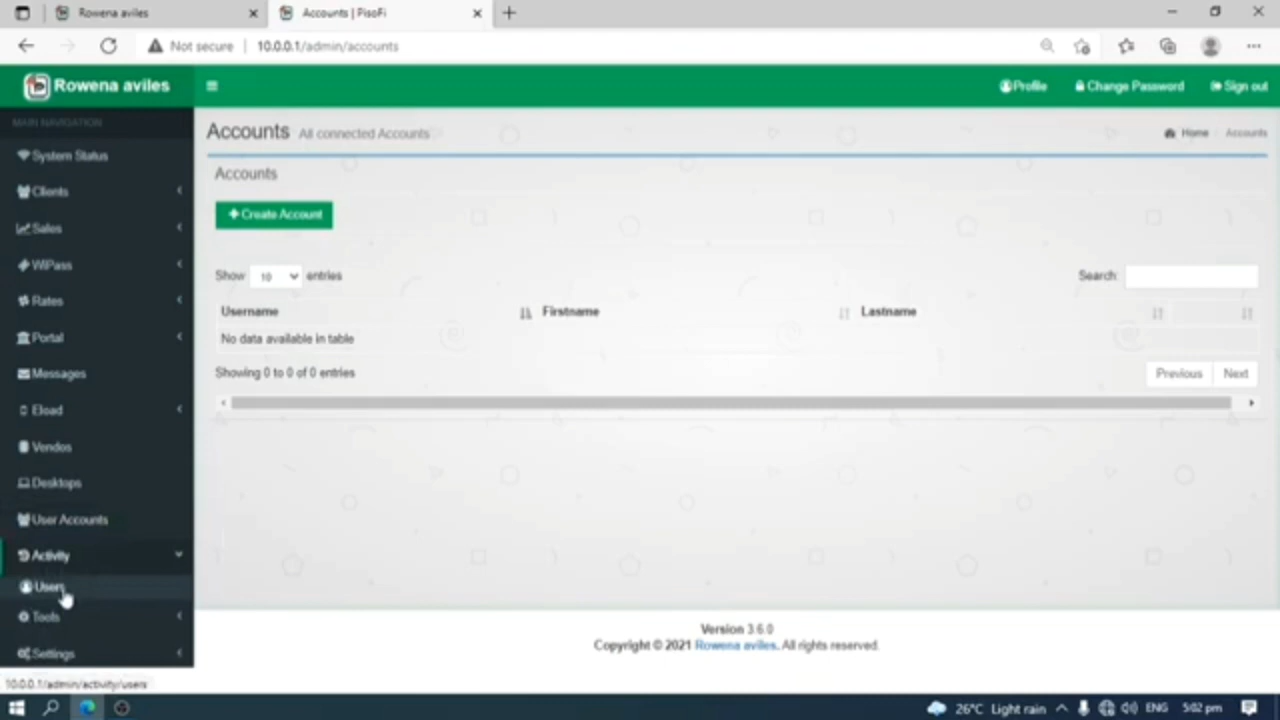 Rowena aviles
Accounts | PisoFi
Not secure
10.0.0.1/admin/accounts
Rowena aviles
Profile
Change Password
Sign out
MAIN NAVIGATION
System Status
Clients
Sales
WiPass
Rates
Portal
Messages
Eload
Vendos
Desktops
User Accounts
Activity
Users
Tools
Settings
Accounts All connected Accounts
Home
Accounts
Accounts
Create Account
Show 10 entries
Search:
Username
Firstname
Lastname
No data available in table
Showing 0 to 0 of 0 entries
Previous
Next
Version 3.6.0
Copyright © 2021 Rowena aviles. All rights reserved.
10.0.0.1/admin/activity/users
26°C Light rain
ENG
5:02 pm